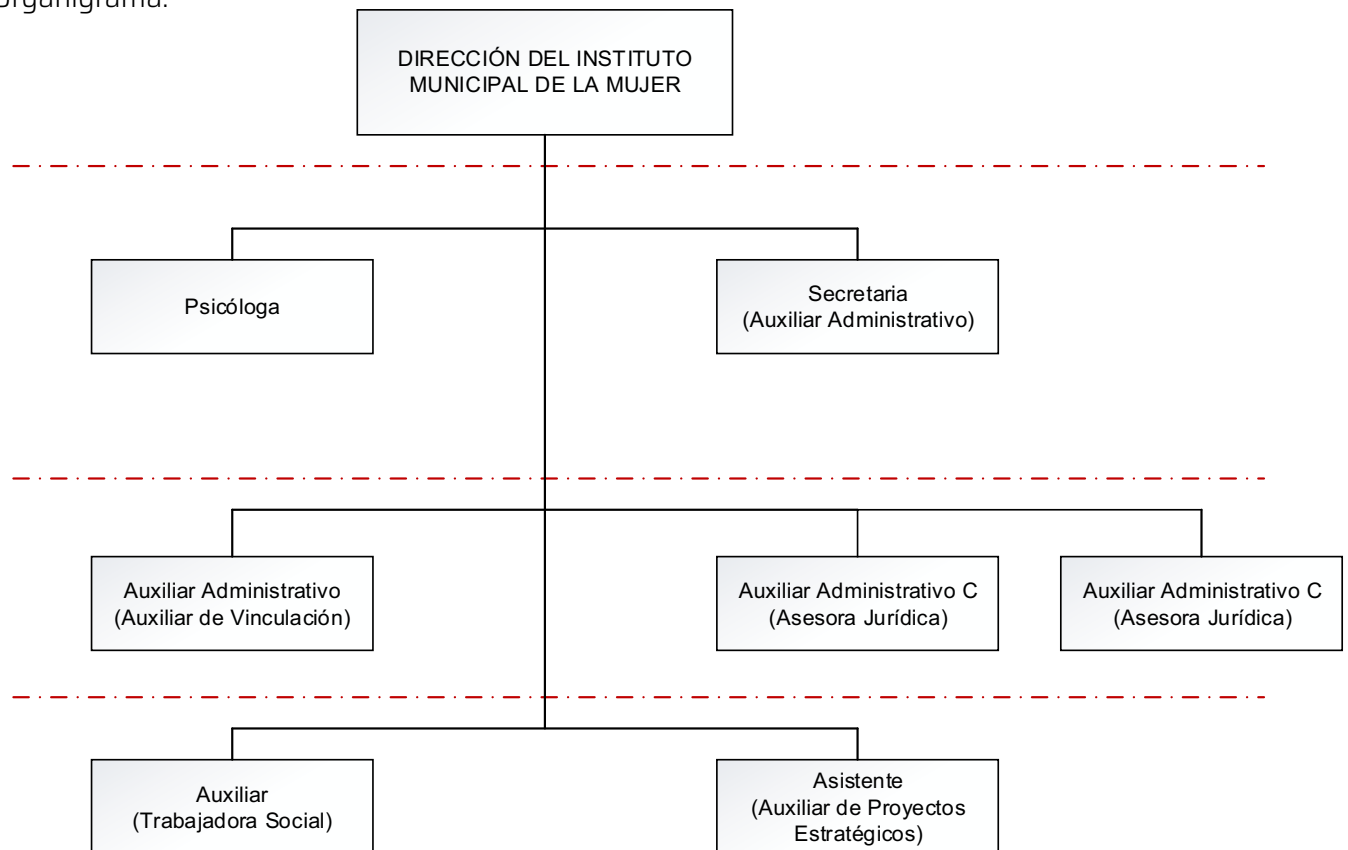 organigrama.
DIRECCIÓN DEL INSTITUTO
MUNICIPAL DE LA MUJER
Psicóloga
Secretaria
(Auxiliar Administrativo)
Auxiliar Administrativo
(Auxiliar de Vinculación)
Auxiliar Administrativo C
(Asesora Jurídica)
Auxiliar Administrativo C
(Asesora Jurídica)
Auxiliar
(Trabajadora Social)
Asistente
(Auxiliar de Proyectos
Estratégicos)